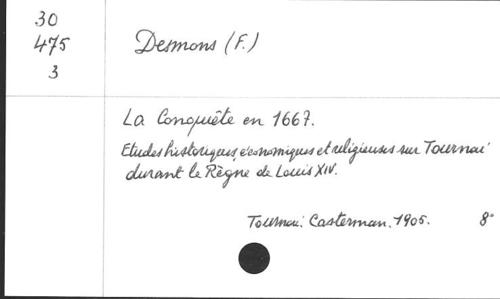 30
475
3
Desmons (F.)
La Conquête en 1667.
Etudes historiques, économiques et religieuses sur Tournai
durant le Règne de Louis XIV.
Tournai. Casterman. 1905. 8°